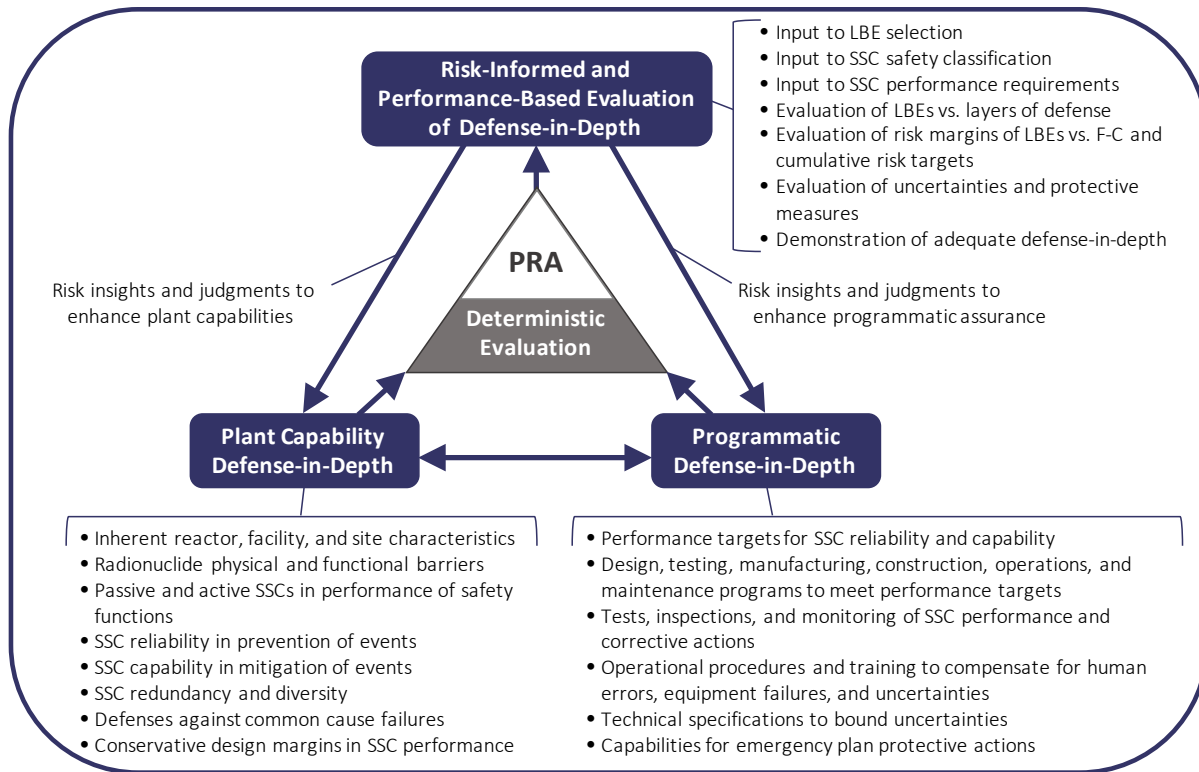 Risk-Informed and
Performance-Based Evaluation
of Defense-in-Depth
• Input to LBE selection
• Input to SSC safety classification
• Input to SSC performance requirements
• Evaluation of LBEs vs. layers of defense
• Evaluation of risk margins of LBEs vs. F-C and
cumulative risk targets
• Evaluation of uncertainties and protective
measures
• Demonstration of adequate defense-in-depth
PRA
Deterministic
Evaluation
Risk insights and judgments to
enhance plant capabilities
Risk insights and judgments to
enhance programmatic assurance
Plant Capability
Defense-in-Depth
Programmatic
Defense-in-Depth
• Inherent reactor, facility, and site characteristics
• Radionuclide physical and functional barriers
• Passive and active SSCs in performance of safety
functions
• SSC reliability in prevention of events
• SSC capability in mitigation of events
• SSC redundancy and diversity
• Defenses against common cause failures
• Conservative design margins in SSC performance
• Performance targets for SSC reliability and capability
• Design, testing, manufacturing, construction, operations, and
maintenance programs to meet performance targets
• Tests, inspections, and monitoring of SSC performance and
corrective actions
• Operational procedures and training to compensate for human
errors, equipment failures, and uncertainties
• Technical specifications to bound uncertainties
• Capabilities for emergency plan protective actions